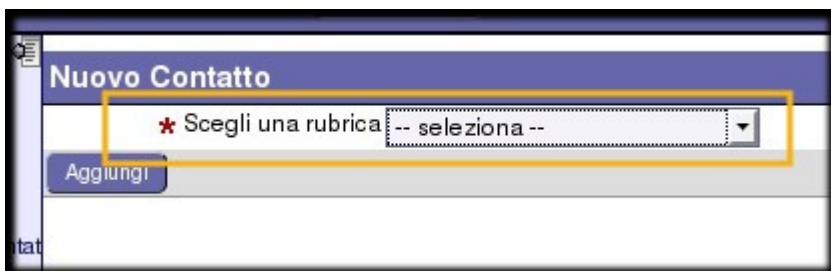 Nuovo Contatto
* Scegli una rubrica -- seleziona --
Aggiungi